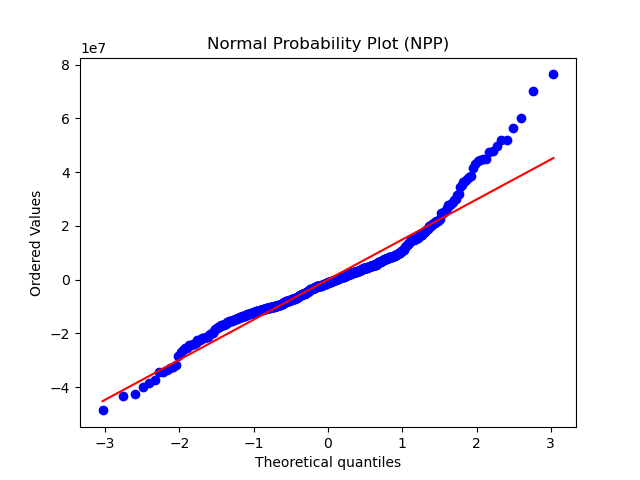 Normal Probability Plot (NPP)
1e7
8
6
4
2
0
−2
−4
Ordered Values
−3 −2 −1 0 1 2 3
Theoretical quantiles